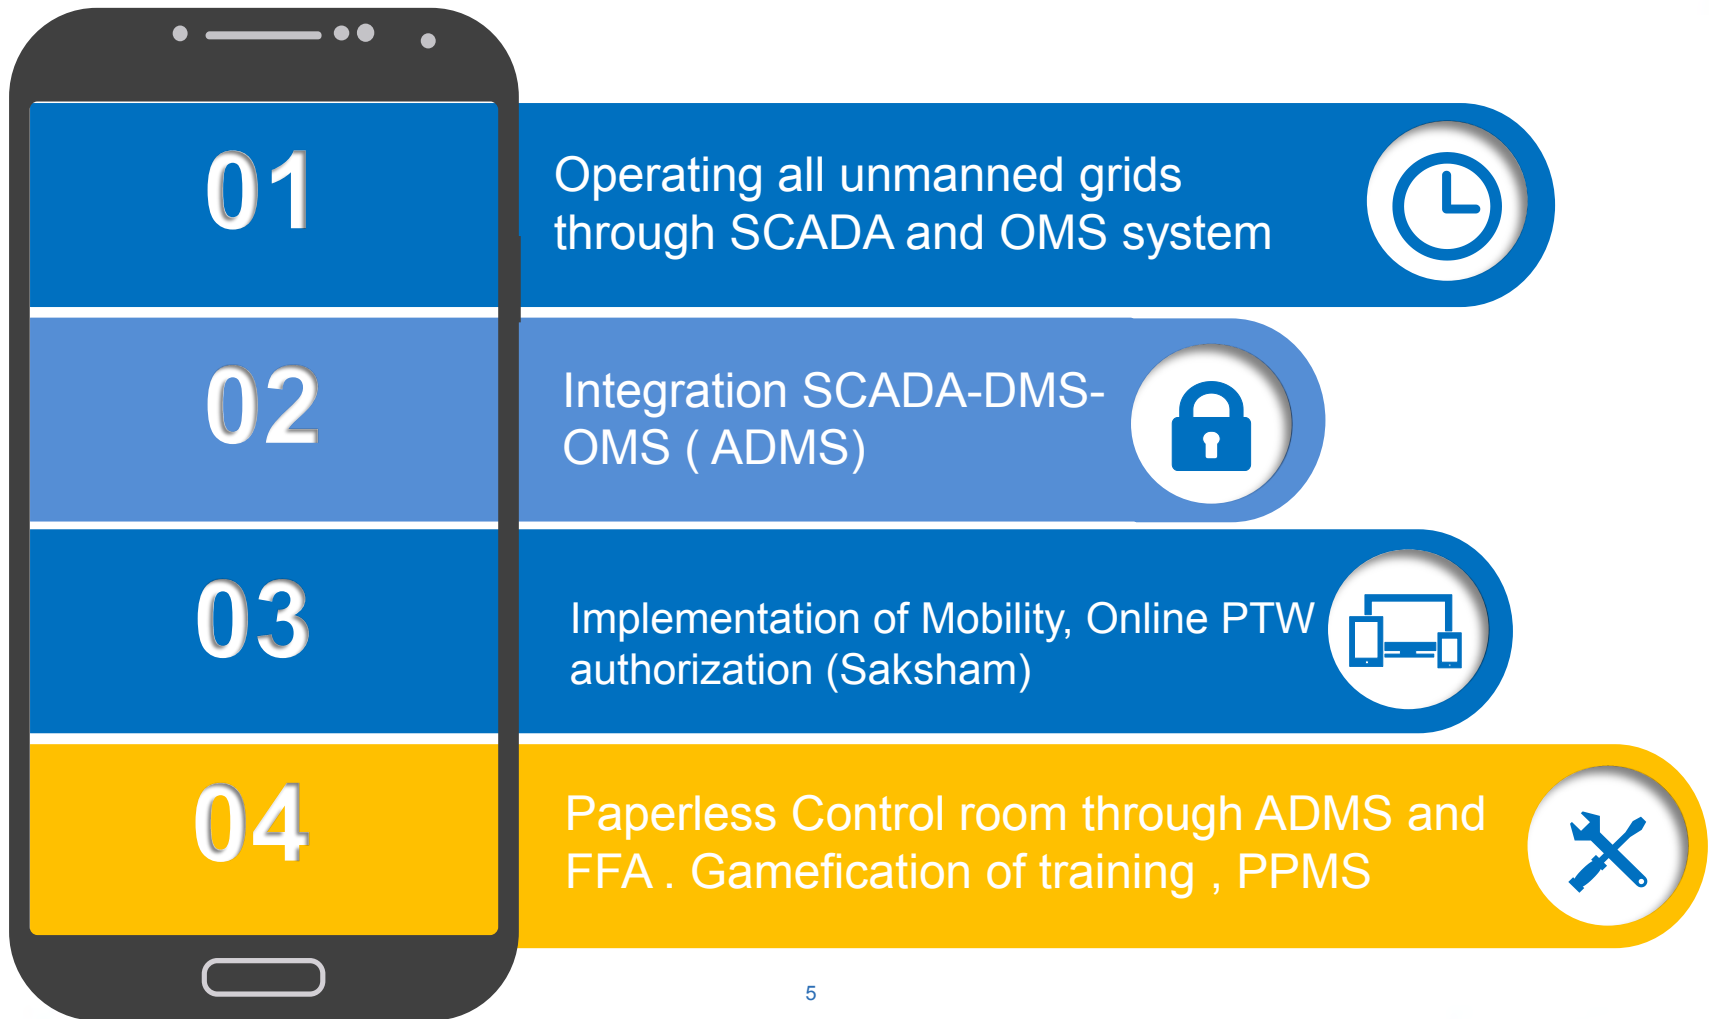 01
Operating all unmanned grids
through SCADA and OMS system
02
Integration SCADA-DMS-
OMS ( ADMS)
03
Implementation of Mobility, Online PTW
authorization (Saksham)
04
Paperless Control room through ADMS and
FFA . Gamefication of training , PPMS
5